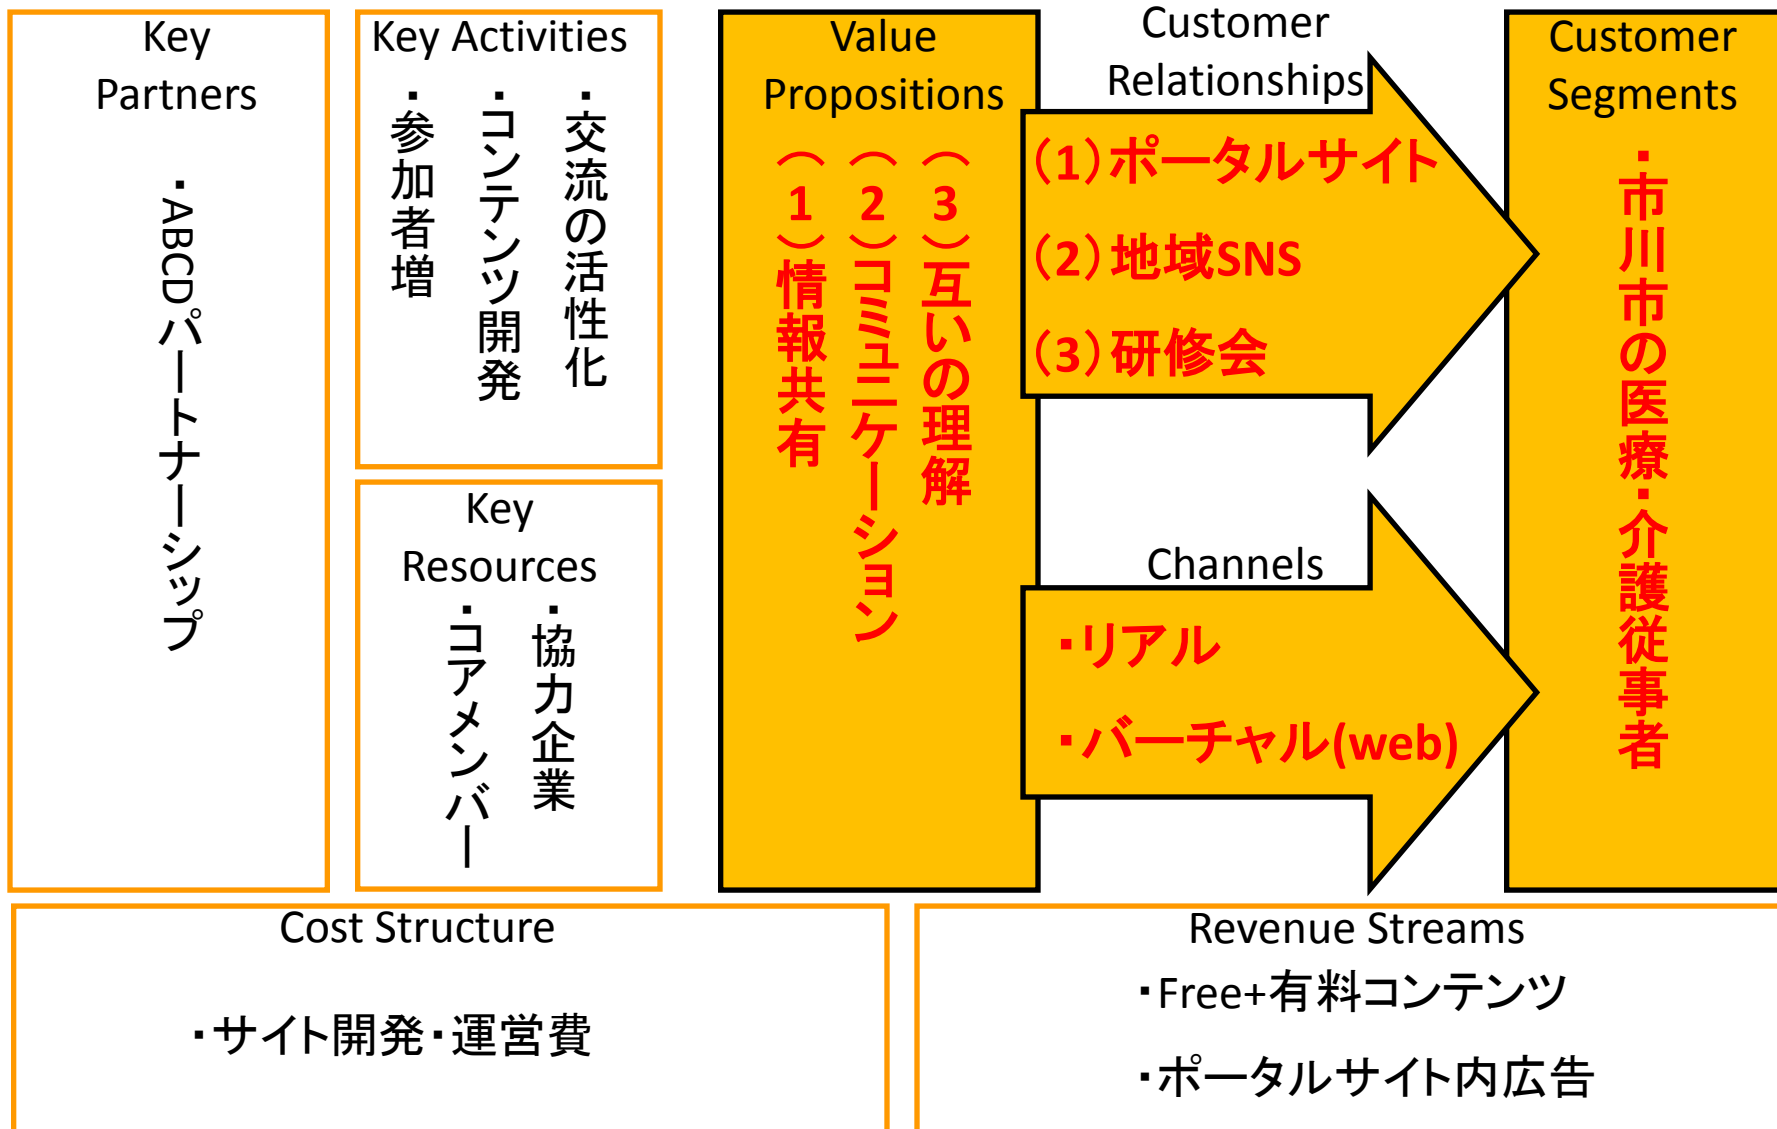 Key
Partners
・ABCDパートナーシップ
Key Activities
・参加者増
・コンテンツ開発
・交流の活性化
Key
Resources
・コアメンバー
・協力企業
Value
Propositions
（1）情報共有
（2）コミュニケーション
（3）互いの理解
Customer
Relationships
（1）ポータルサイト
（2）地域SNS
（3）研修会
Channels
・リアル
・バーチャル(web)
Customer
Segments
・市川市の医療・介護従事者
Cost Structure
・サイト開発・運営費
Revenue Streams
・Free+有料コンテンツ
・ポータルサイト内広告